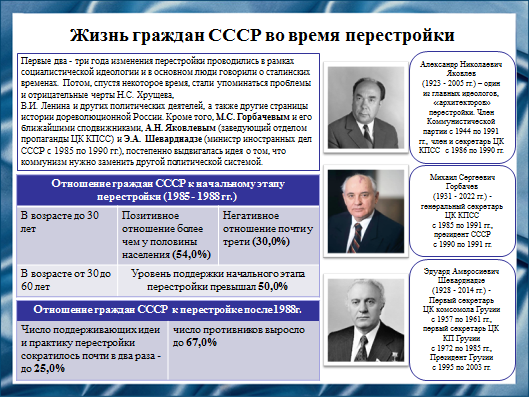 Жизнь граждан СССР во время перестройки
Первые два - три года изменения перестройки проводились в рамках
социалистической идеологии и в основном люди говорили о сталинских
временах. Потом, спустя некоторое время, стали упоминаться проблемы
и отрицательные черты Н.С. Хрущева,
В.И. Ленина и других политических деятелей, а также другие страницы
истории дореволюционной России. Кроме того, М.С. Горбачевым и его
ближайшими сподвижниками, А.Н. Яковлевым (заведующий отделом
пропаганды ЦК КПСС) и Э.А. Шеварднадзе (министр иностранных дел
СССР с 1985 по 1990 гг.), постепенно выдвигалась идея о том, что
коммунизм нужно заменить другой политической системой.
Отношение граждан СССР к начальному этапу
перестройки (1985 - 1988 гг.)
В возрасте до 30
лет
Позитивное
отношение более
чем у половины
населения (54,0%)
Негативное
отношение почти у
трети (30,0%)
В возрасте от 30 до
60 лет
Уровень поддержки начального этапа
перестройки превышал 50,0%
Отношение граждан СССР к перестройке после 1988г.
Число поддерживающих идеи
и практику перестройки
сократилось почти в два раза -
до 25,0%
число противников выросло
до 67,0%
Александр Николаевич
Яковлев
(1923 - 2005 гг.) – один
из главных идеологов,
«архитекторов»
перестройки. Член
Коммунистической
партии с 1944 по 1991
гг., член и секретарь ЦК
КПСС с 1986 по 1990 гг.
Михаил Сергеевич
Горбачев
(1931 - 2022 гг.) -
генеральный секретарь
ЦК КПСС
с 1985 по 1991 гг.,
президент СССР
с 1990 по 1991 гг.
Эдуард Амвросиевич
Шеварднадзе
(1928 - 2014 гг.) -
Первый секретарь
ЦК комсомола Грузии
с 1957 по 1961 гг.,
первый секретарь ЦК
КП Грузии
с 1972 по 1985 гг.,
Президент Грузии
с 1995 по 2003 гг.